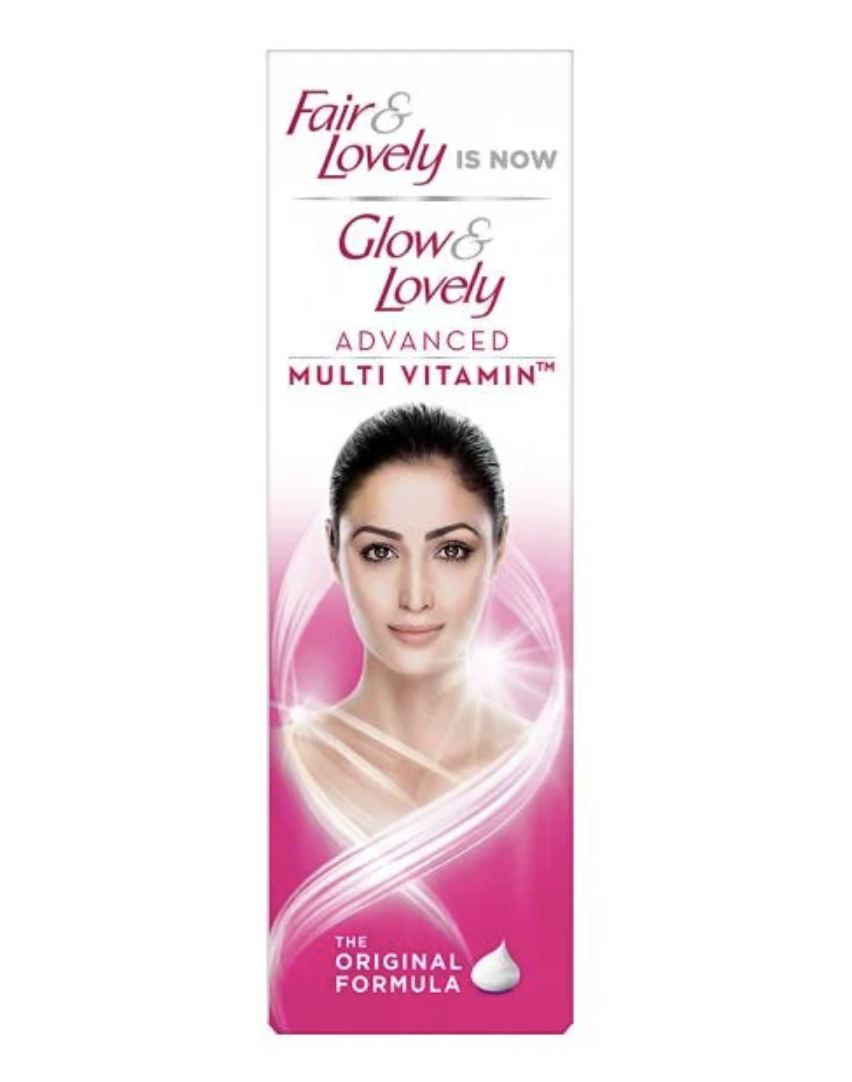 Fair &
Lovely IS NOW
Glow &
Lovely
ADVANCED
MULTI VITAMIN™
THE
ORIGINAL
FORMULA